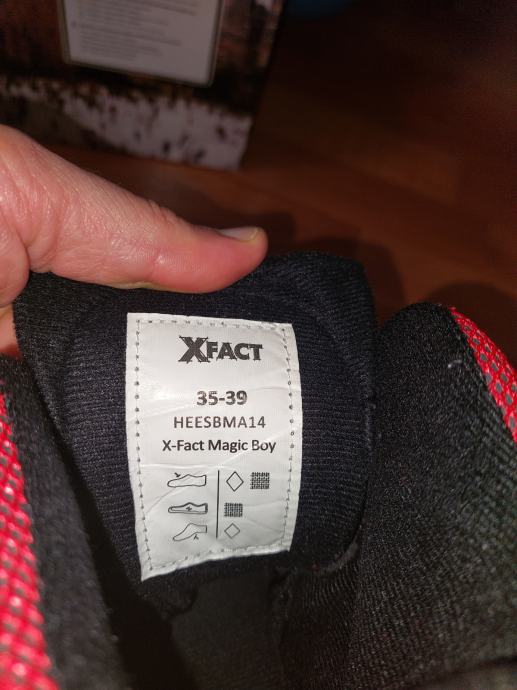 XFACT
35-39
HEESBMA14
X-Fact Magic Boy